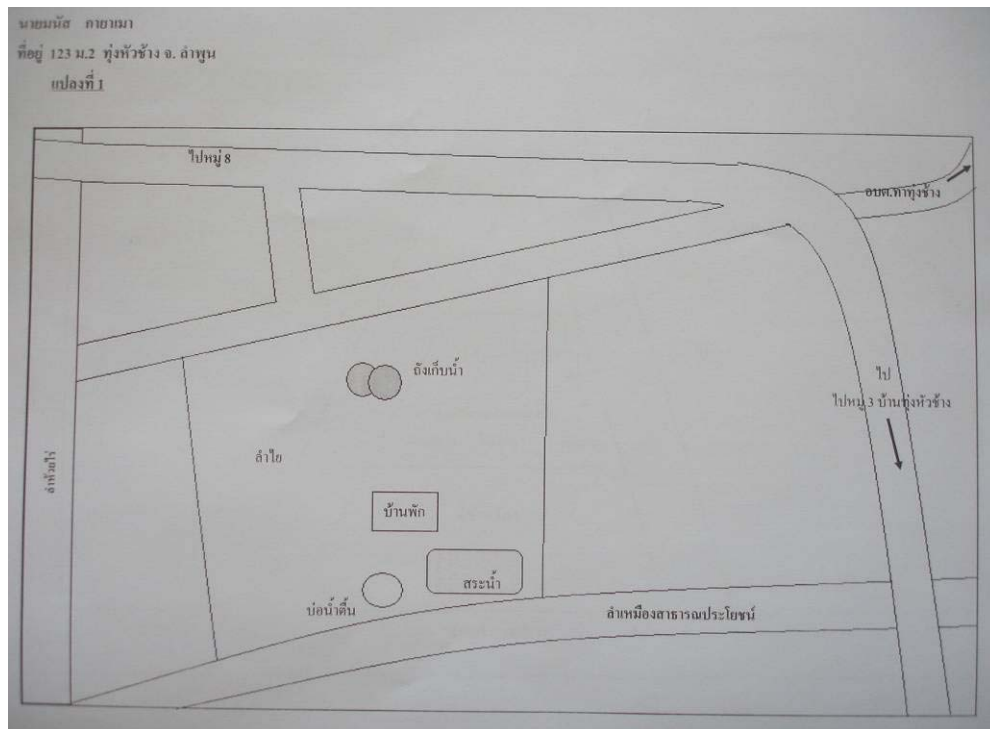 นายมนัส กายาเมา
ที่อยู่ 123 ม.2 ทุ่งหัวช้าง จ. ลำพูน
แปลงที่ 1
ไปหมู่ 8
อบต.ทาทุ่งช้าง
ถังเก็บน้ำ
ไป
ไปหมู่ 3 บ้านทุ่งหัวช้าง
ลำไย
ลำห้วยไร่
บ้านพัก
สระน้ำ
บ่อน้ำตื้น
ลำเหมืองสาธารณประโยชน์